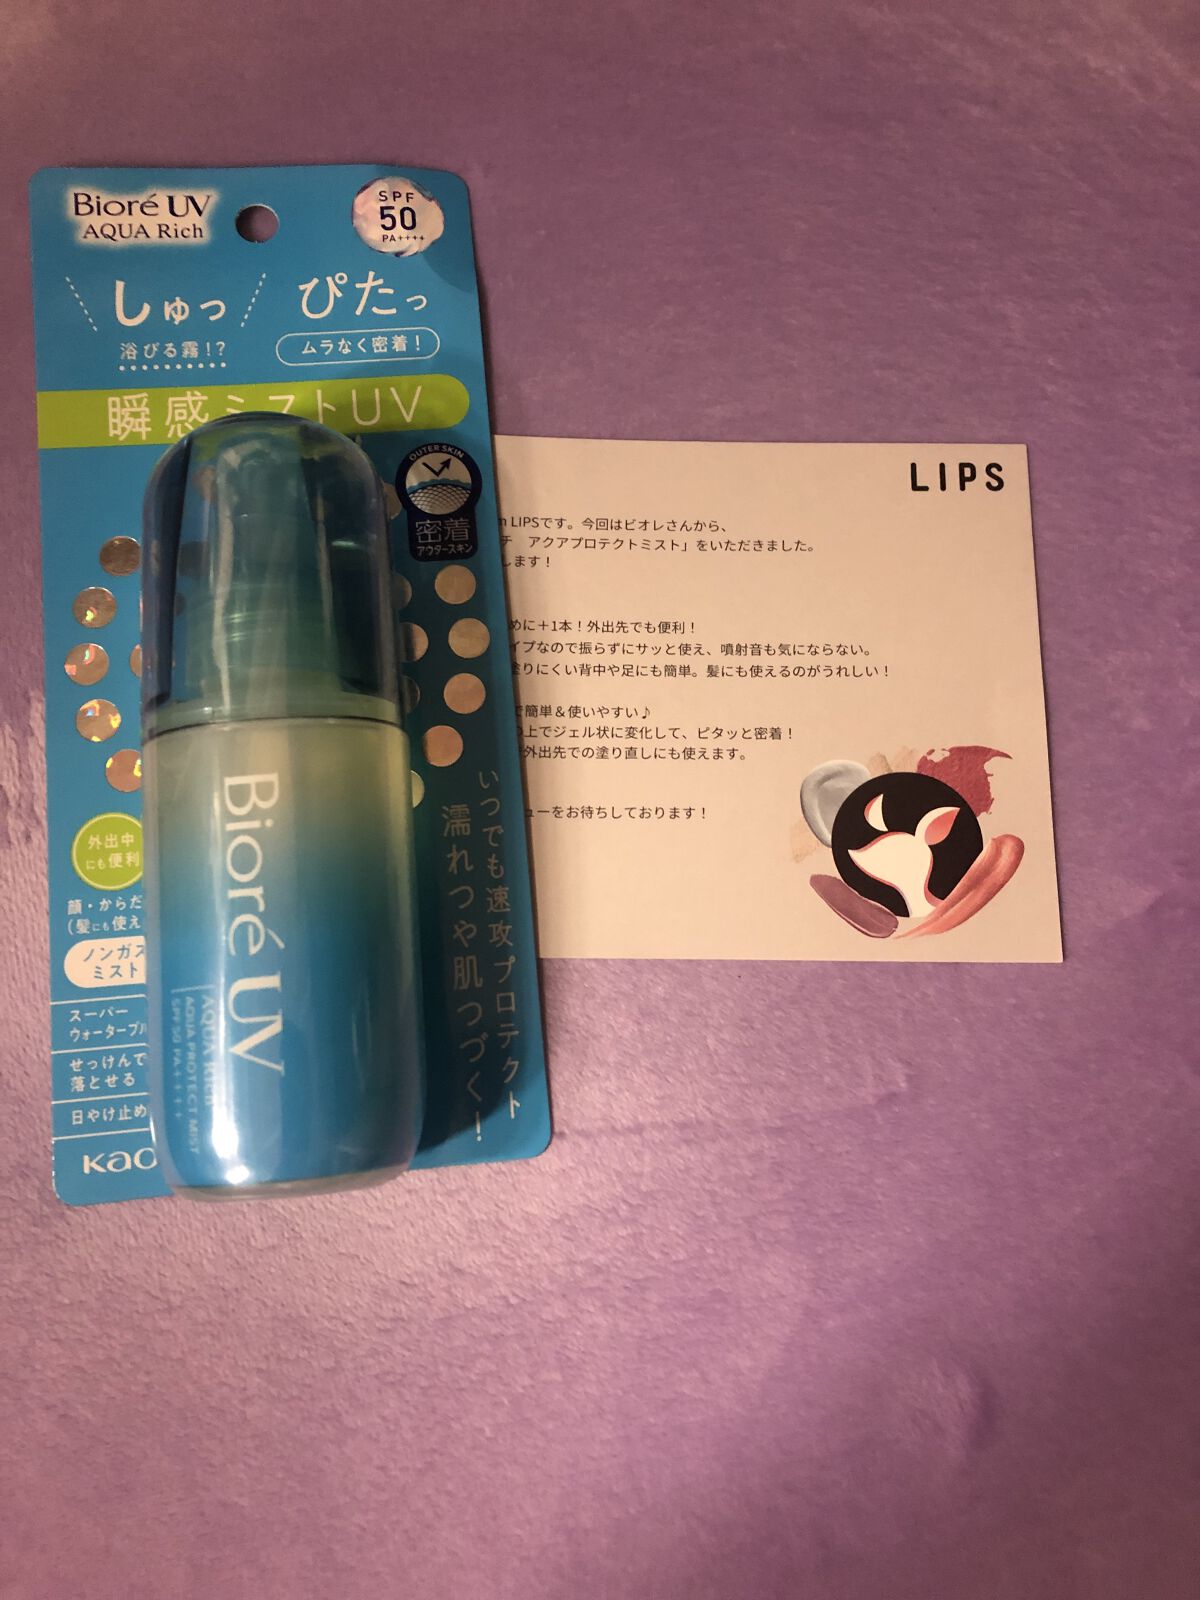 Bioré UV
AQUA Rich
SPF
50
PA++++
しゅっ
浴びる霧!?
ぴたっ
ムラなく密着!
瞬感ミストUV
OUTER SKIN
密着
アウタースキン
外出中
にも便利
顔・からだ
(髪にも使え
ノンガス
ミスト
スーパー
ウォータープル
せっけんで
落とせる
日やけ止め
Kao
いつでも速攻プロテクト
濡れつや肌つづく!
Bioré UV
AQUA Rich
AQUA PROTECT MIST
SPF50 PA++++
LIPS
LIPSです。今回はビオレさんから、
チ アクアプロテクトミスト」をいただきました。
します!
めに+1本!外出先でも便利!
イプなので振らずにサッと使え、噴射音も気にならない。
塗りにくい背中や足にも簡単。髪にも使えるのがうれしい!
で簡単&使いやすい♪
の上でジェル状に変化して、ピタッと密着!
外出先での塗り直しにも使えます。
ューをお待ちしております!